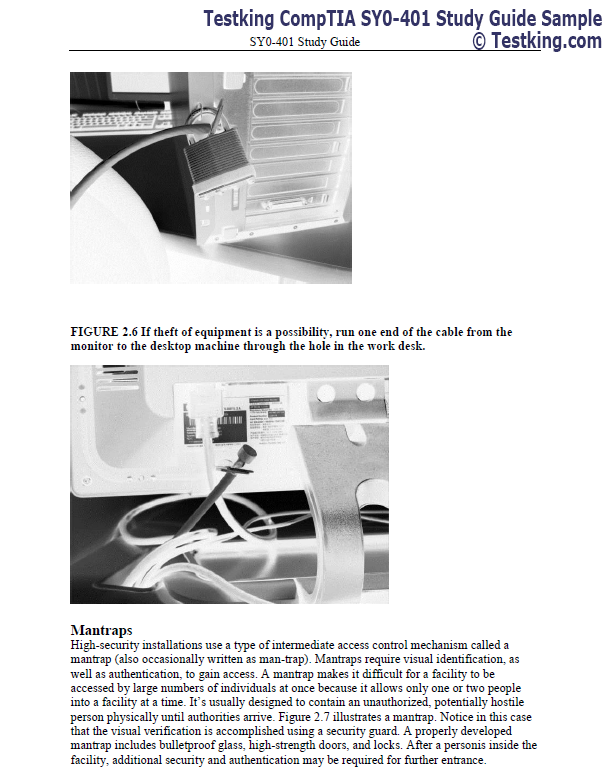 Testking CompTIA SY0-401 Study Guide Sample
SY0-401 Study Guide
© Testking.com
FIGURE 2.6 If theft of equipment is a possibility, run one end of the cable from the
monitor to the desktop machine through the hole in the work desk.
Mantraps
High-security installations use a type of intermediate access control mechanism called a
mantrap (also occasionally written as man-trap). Mantraps require visual identification, as
well as authentication, to gain access. A mantrap makes it difficult for a facility to be
accessed by large numbers of individuals at once because it allows only one or two people
into a facility at a time. It's usually designed to contain an unauthorized, potentially hostile
person physically until authorities arrive. Figure 2.7 illustrates a mantrap. Notice in this case
that the visual verification is accomplished using a security guard. A properly developed
mantrap includes bulletproof glass, high-strength doors, and locks. After a personis inside the
facility, additional security and authentication may be required for further entrance.